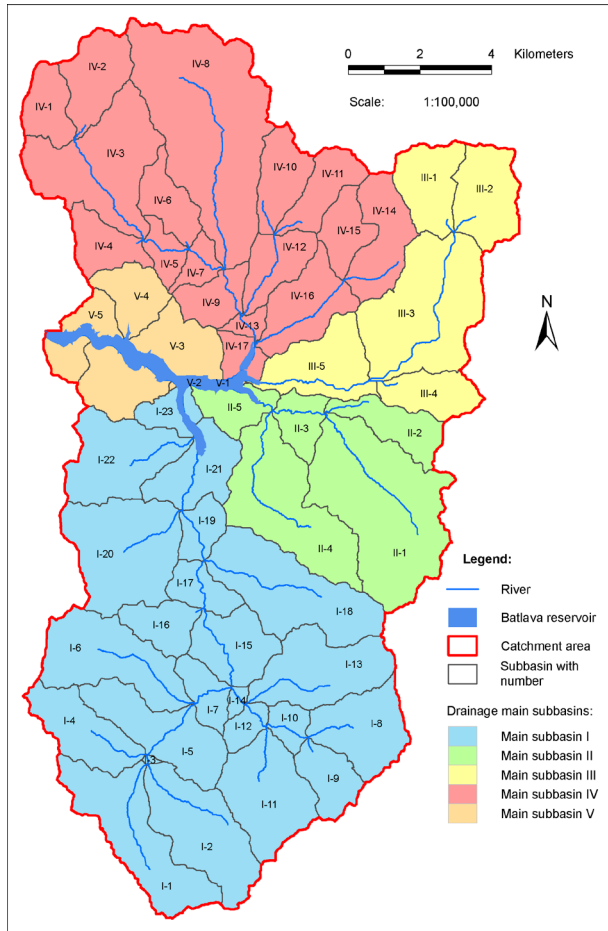 0 2 4 Kilometers
Scale: 1:100,000
N
IV-2
IV-8
IV-1
IV-3
IV-10
IV-11
III-1
III-2
IV-6
IV-14
IV-15
IV-4
IV-12
IV-5
IV-7
IV-9
IV-16
V-4
V-5
IV-13
III-3
V-3
IV-17
III-5
V-2
V-1
III-4
I-23
II-5
II-3
II-2
I-22
I-21
I-19
II-4
II-1
I-20
I-17
I-18
I-16
I-15
I-6
I-13
I-14
I-7
I-4
I-12
I-10
I-8
I-5
I-3
I-9
I-11
I-2
I-1
Legend:
River
Batlava reservoir
Catchment area
Subbasin with
number
Drainage main subbasins:
Main subbasin I
Main subbasin II
Main subbasin III
Main subbasin IV
Main subbasin V